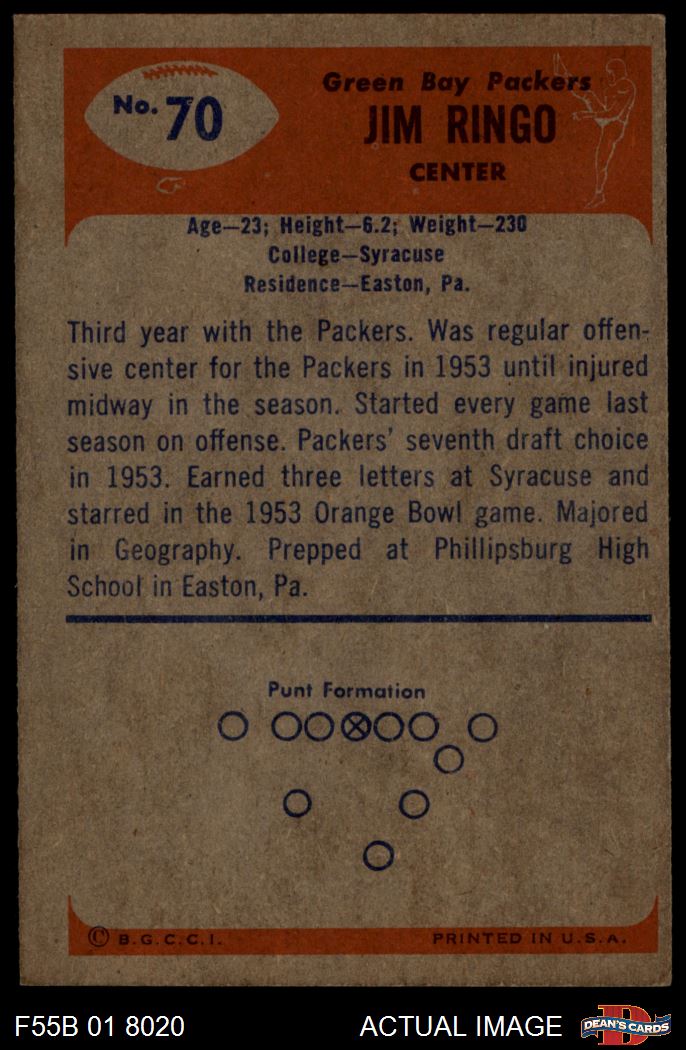 No. 70
Green Bay Packers
JIM RINGO
CENTER
Age—23; Height—6.2; Weight—230
College—Syracuse
Residence—Easton, Pa.
Third year with the Packers. Was regular offen-
sive center for the Packers in 1953 until injured
midway in the season. Started every game last
season on offense. Packers' seventh draft choice
in 1953. Earned three letters at Syracuse and
starred in the 1953 Orange Bowl game. Majored
in Geography. Prepped at Phillipsburg High
School in Easton, Pa.
Punt Formation
© B.G.C.C.I. PRINTED IN U.S.A.
F55B 01 8020 ACTUAL IMAGE D DEAN'S CARDS